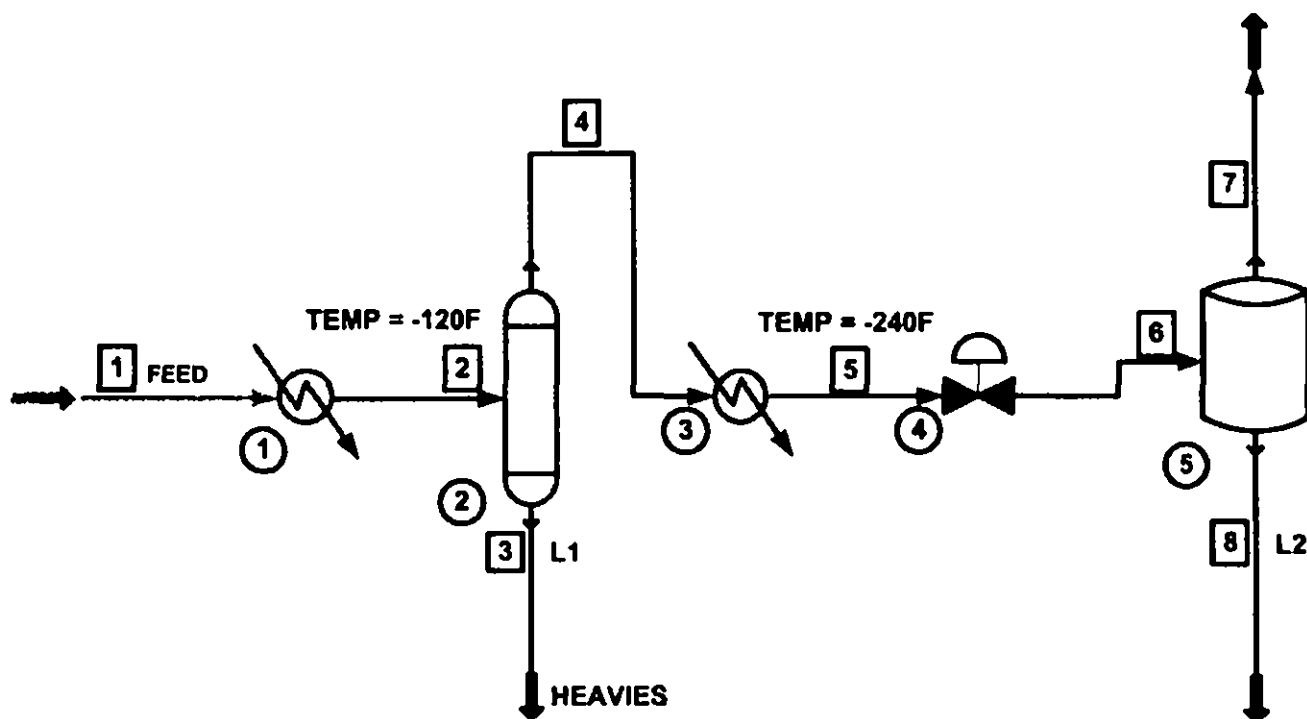 4
7
TEMP = -120F
TEMP = -240F
6
1 FEED
2
5
1
3
4
5
2
3 L1
8 L2
HEAVIES